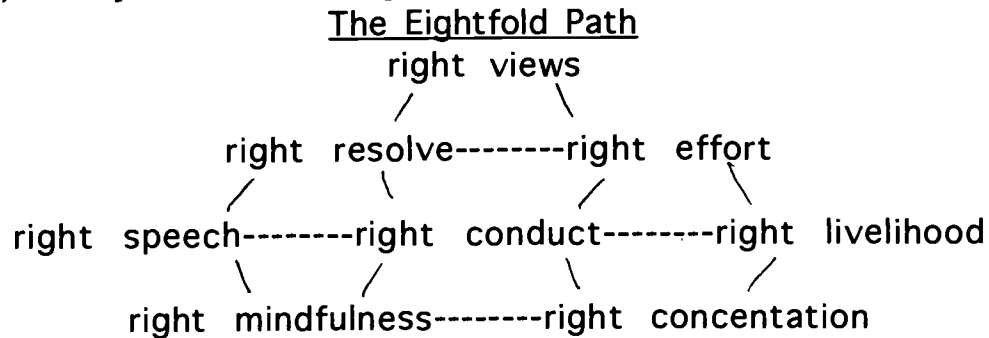 The Eightfold Path
right views
right resolve--------right effort
right speech--------right conduct--------right livelihood
right mindfulness--------right concentation